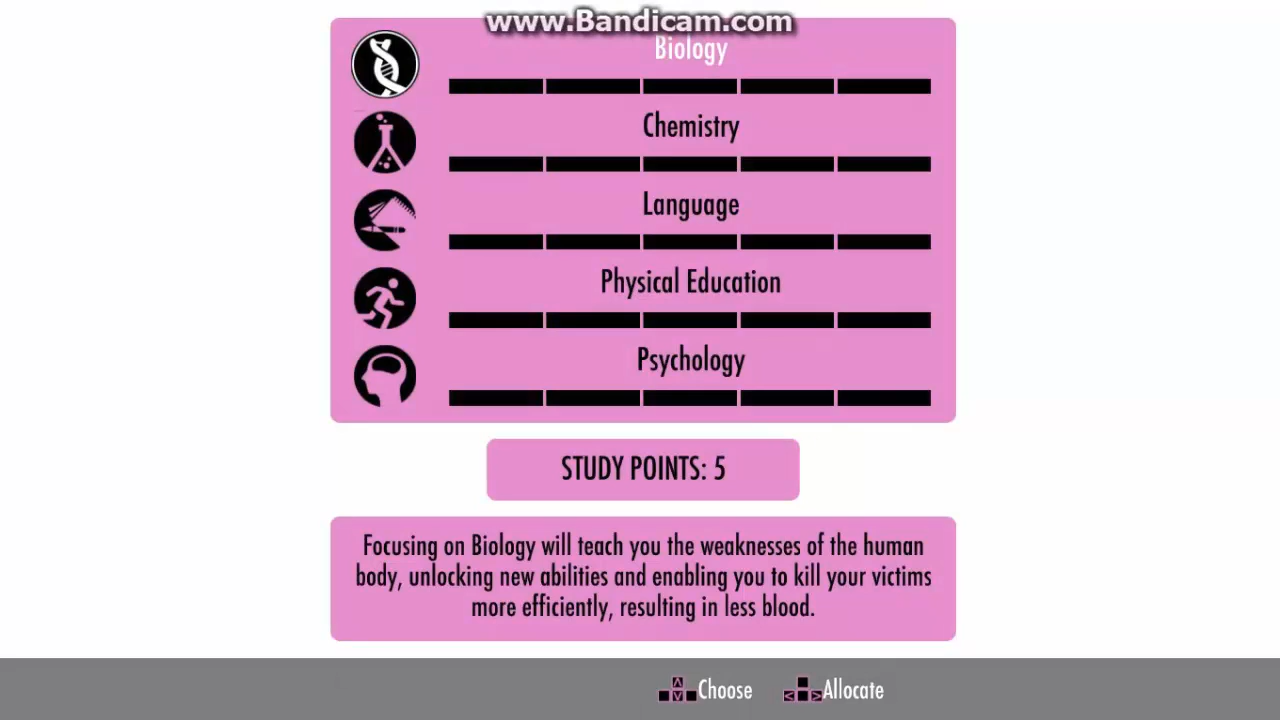 www.Bandicam.com
Biology
Chemistry
Language
Physical Education
Psychology
STUDY POINTS: 5
Focusing on Biology will teach you the weaknesses of the human
body, unlocking new abilities and enabling you to kill your victims
more efficiently, resulting in less blood.
Choose Allocate